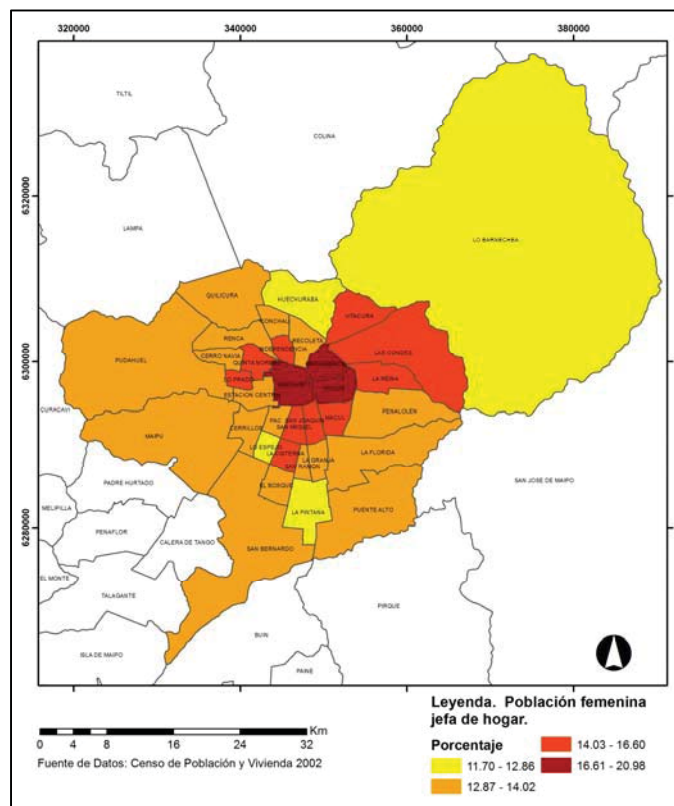 320000 340000 360000 380000
TILTIL
COLINA
6320000
LAMPA
LO BARNECHEA
QUILICURA
HUECHURABA
VITACURA
CONCHALI
RENCA
RECOLETA
INDEPENDENCIA
PUDAHUEL
CERRO NAVIA
LAS CONDES
6300000
QUINTA NORMAL
LO PRADO
LA REINA
ESTACION CENTRAL
CURACAVI
MACUL
PEÑALOLEN
PAC
SAN JOAQUIN
MAIPU
CERRILLOS
SAN MIGUEL
LO ESPEJO
LA CISTERNA
LA GRANJA
LA FLORIDA
SAN RAMON
PADRE HURTADO
EL BOSQUE
SAN JOSE DE MAIPO
MELIPILLA
LA PINTANA
PUENTE ALTO
PEÑAFLOR
CALERA DE TANGO
6280000
SAN BERNARDO
EL MONTE
TALAGANTE
PIRQUE
BUIN
ISLA DE MAIPO
PAINE
Leyenda. Población femenina
jefa de hogar.
Porcentaje
11.70 - 12.86
12.87 - 14.02
14.03 - 16.60
16.61 - 20.98
Km
0 4 8 16 24 32
Fuente de Datos: Censo de Población y Vivienda 2002